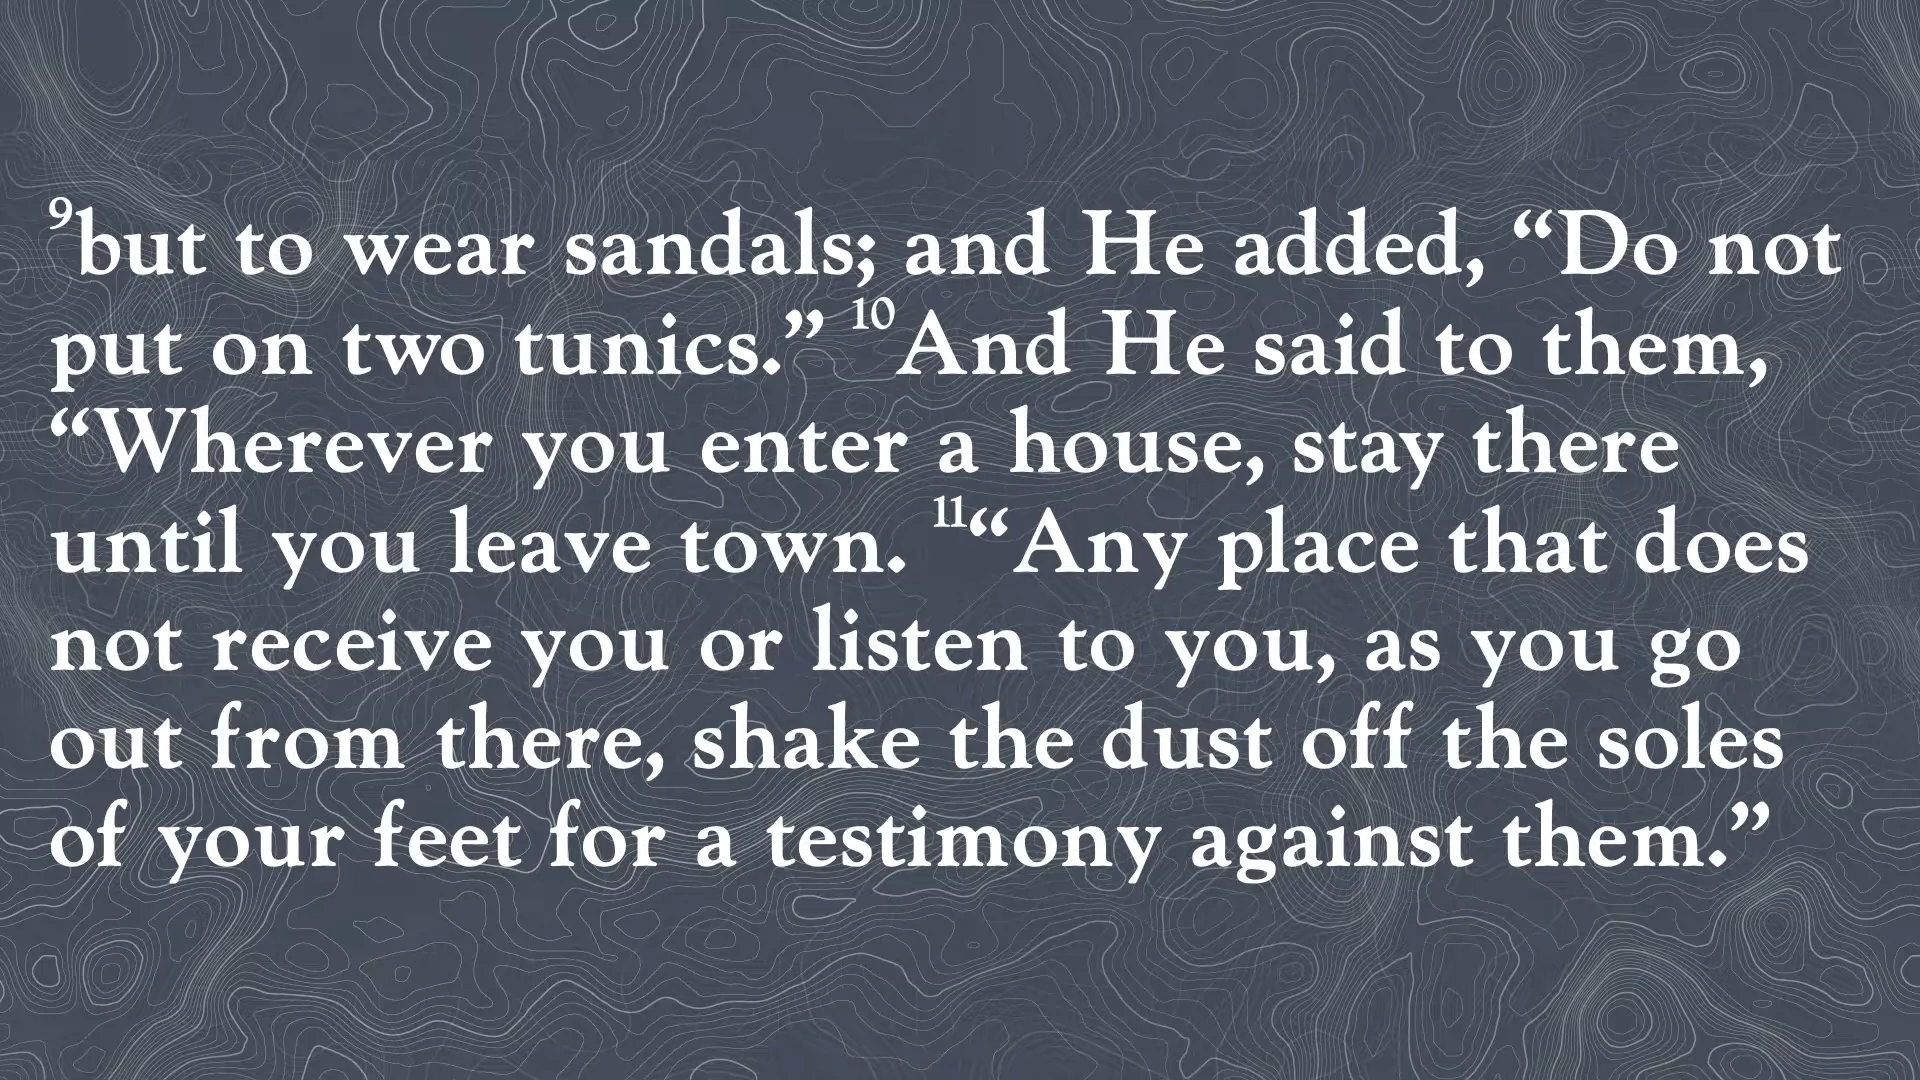 ⁹but to wear sandals; and He added, “Do not
put on two tunics.” ¹⁰And He said to them,
“Wherever you enter a house, stay there
until you leave town. ¹¹“Any place that does
not receive you or listen to you, as you go
out from there, shake the dust off the soles
of your feet for a testimony against them.”